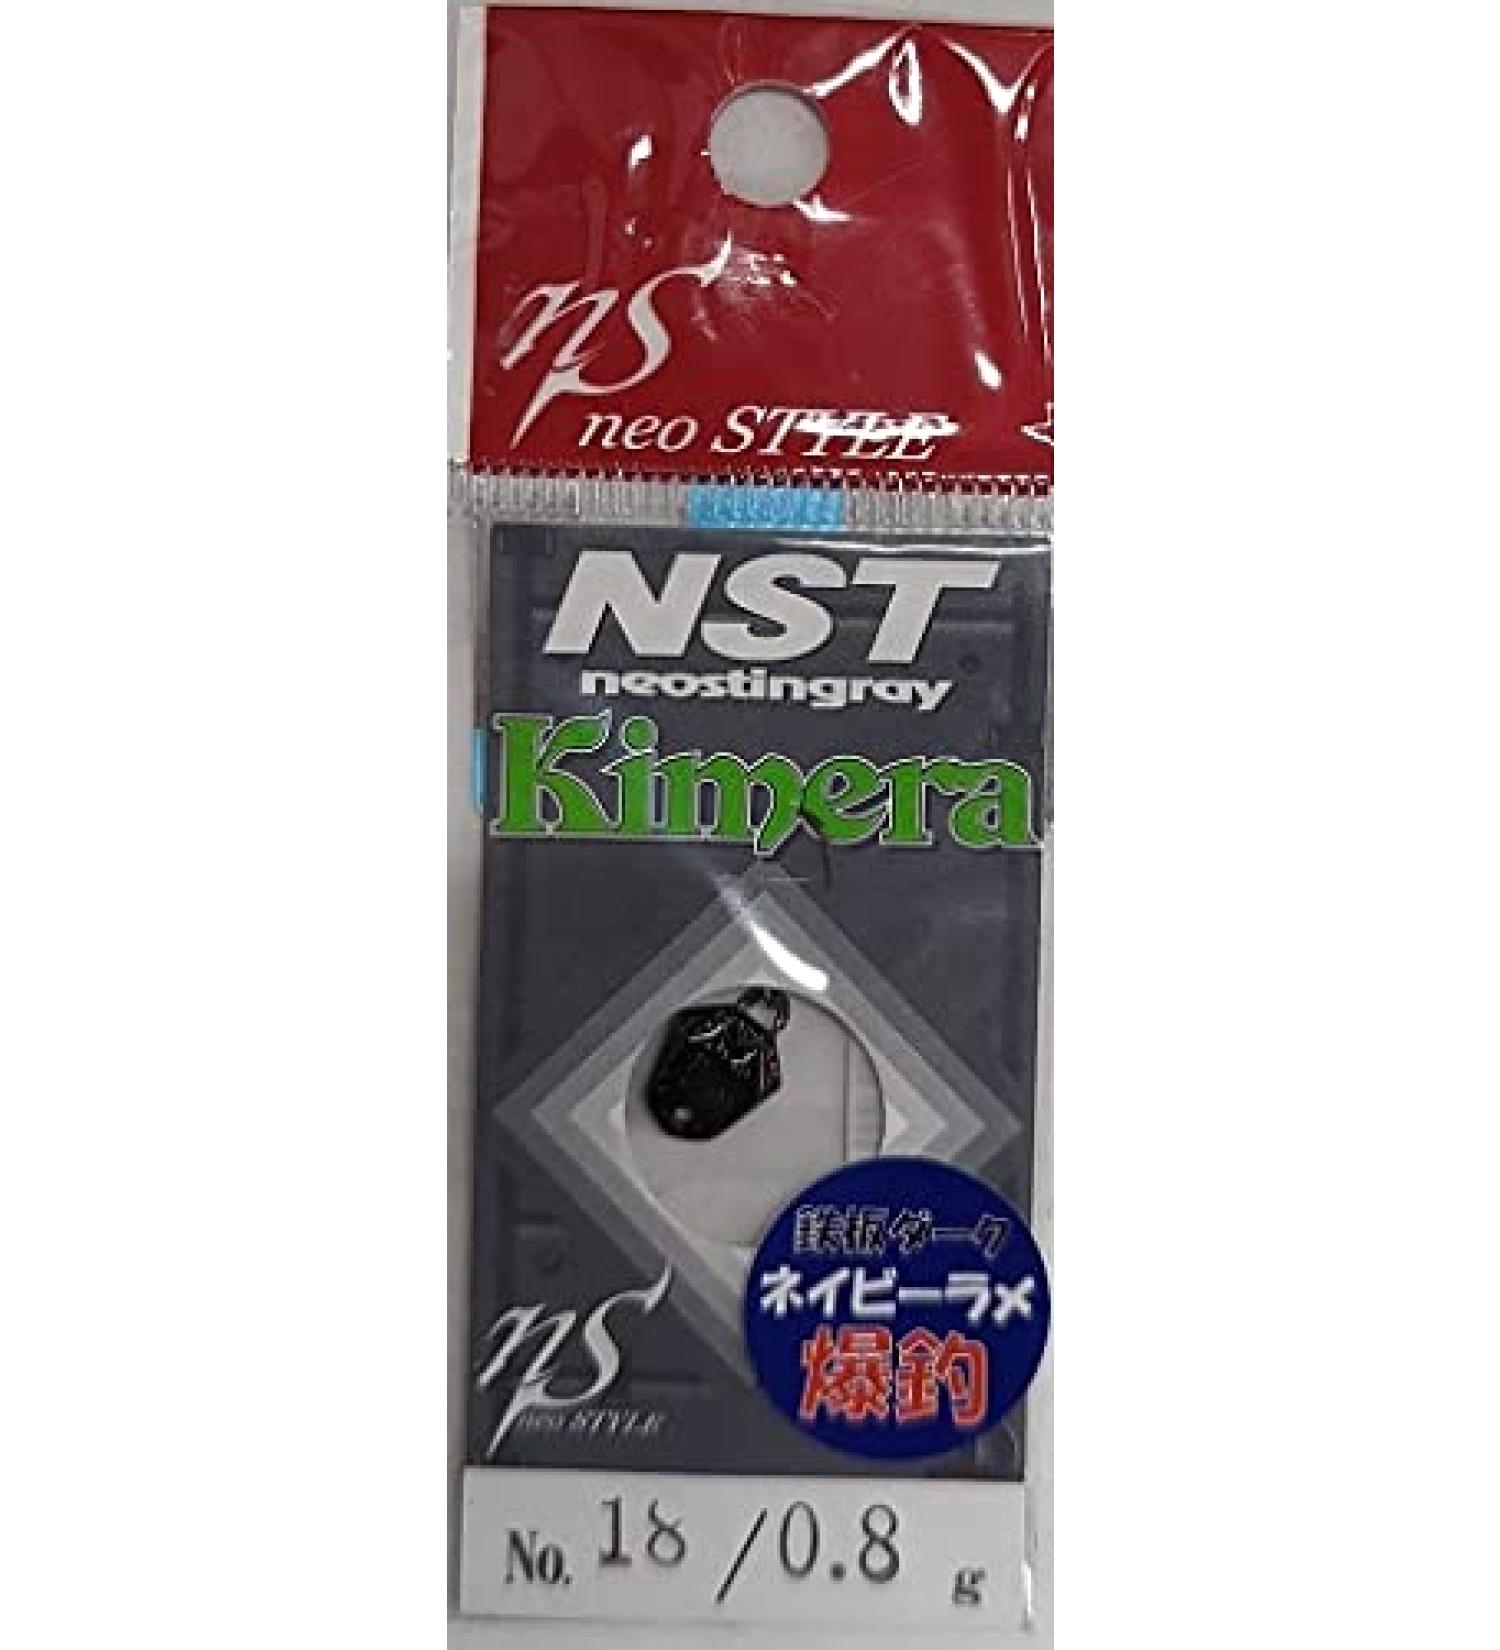 ns
neo STYLE
NST
neostingray
Kimera
鉄板ダーク
ネイビーラメ
爆釣
ns
neo STYLE
No. 18 / 0.8 g